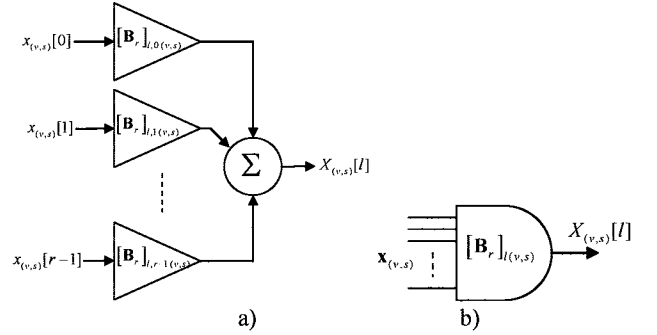 x_(v,s)[0]
[B_r]_l,0(v,s)
x_(v,s)[1]
[B_r]_l,1(v,s)
Σ
X_(v,s)[l]
x_(v,s)[r−1]
[B_r]_l,r-1(v,s)
a)
x_(v,s)
[B_r]_l(v,s)
X_(v,s)[l]
b)